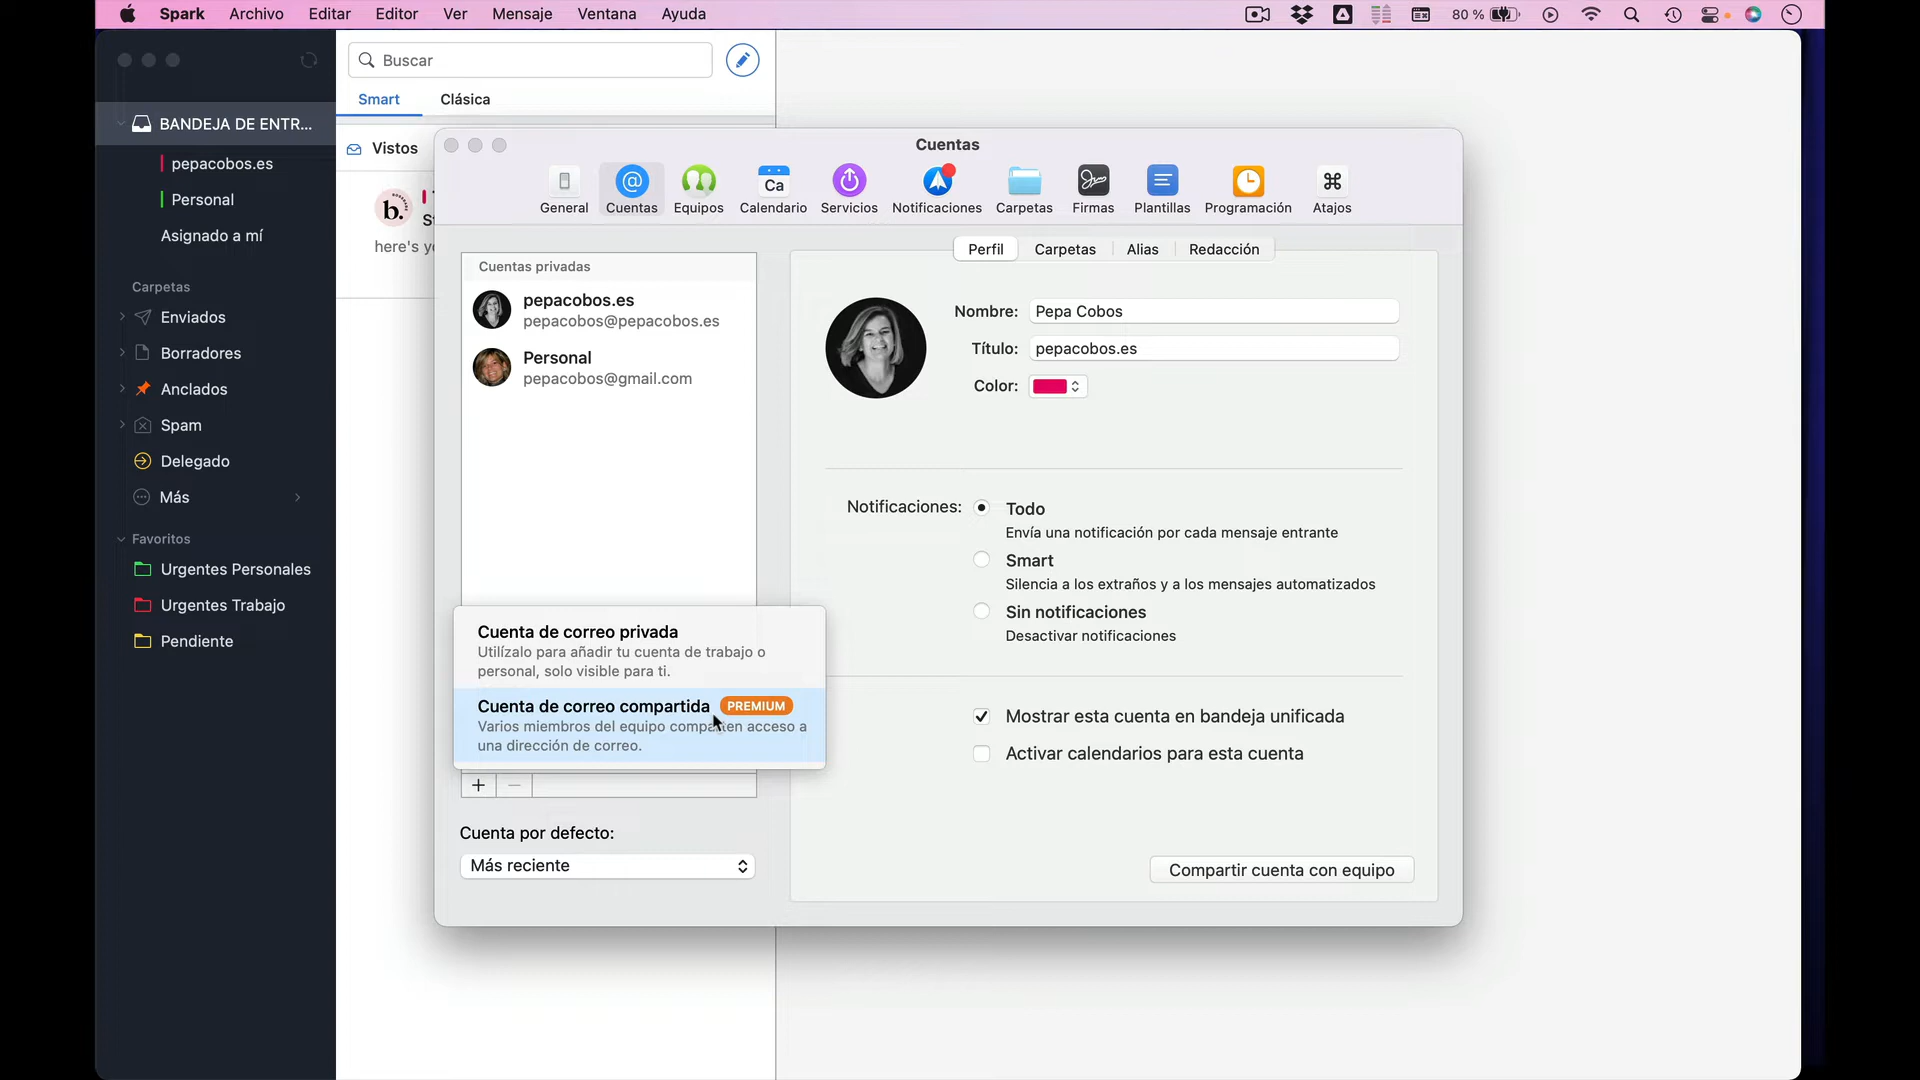 Spark Archivo Editar Editor Ver Mensaje Ventana Ayuda 80 %
Buscar
Smart Clásica
BANDEJA DE ENTR...
pepacobos.es
Personal
Asignado a mí
Carpetas
Enviados
Borradores
Anclados
Spam
Delegado
Más
Favoritos
Urgentes Personales
Urgentes Trabajo
Pendiente
Vistos
b.
here's y
Cuentas
General Cuentas Equipos Calendario Servicios Notificaciones Carpetas Firmas Plantillas Programación Atajos
Ca
Cuentas privadas
pepacobos.es
pepacobos@pepacobos.es
Personal
pepacobos@gmail.com
Cuenta de correo privada
Utilízalo para añadir tu cuenta de trabajo o
personal, solo visible para ti.
Cuenta de correo compartida PREMIUM
Varios miembros del equipo comparten acceso a
una dirección de correo.
+ −
Cuenta por defecto:
Más reciente
Perfil Carpetas Alias Redacción
Nombre: Pepa Cobos
Título: pepacobos.es
Color:
Notificaciones: Todo
Envía una notificación por cada mensaje entrante
Smart
Silencia a los extraños y a los mensajes automatizados
Sin notificaciones
Desactivar notificaciones
Mostrar esta cuenta en bandeja unificada
Activar calendarios para esta cuenta
Compartir cuenta con equipo